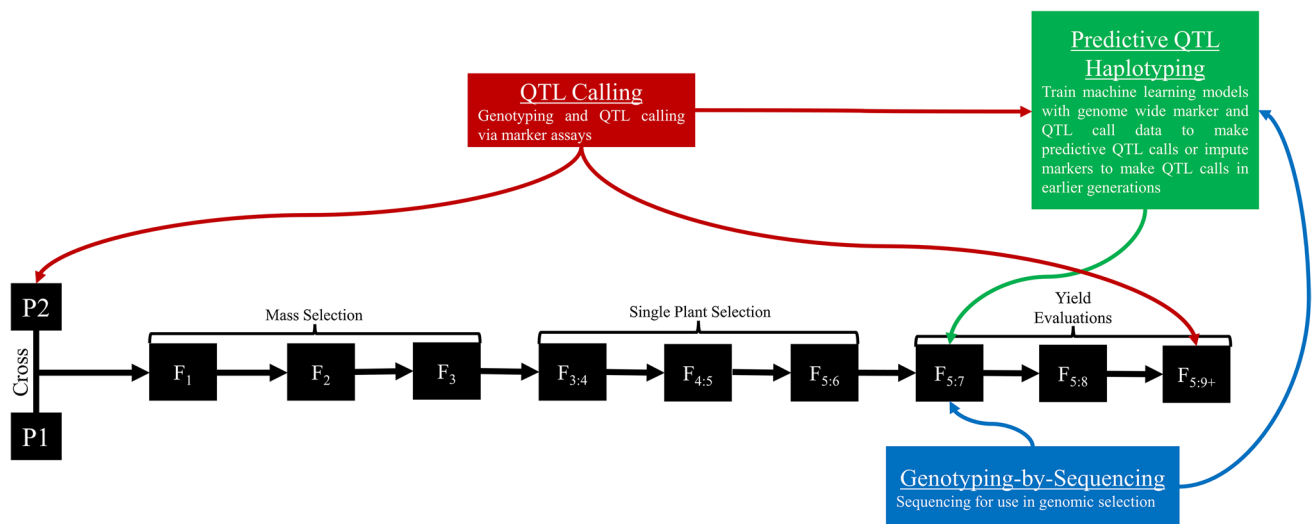 Predictive QTL
Haplotyping
Train machine learning models
with genome wide marker and
QTL call data to make
predictive QTL calls or impute
markers to make QTL calls in
earlier generations
QTL Calling
Genotyping and QTL calling
via marker assays
P2
Cross
P1
Mass Selection
F1
F2
F3
Single Plant Selection
F3:4
F4:5
F5:6
Yield
Evaluations
F5:7
F5:8
F5:9+
Genotyping-by-Sequencing
Sequencing for use in genomic selection